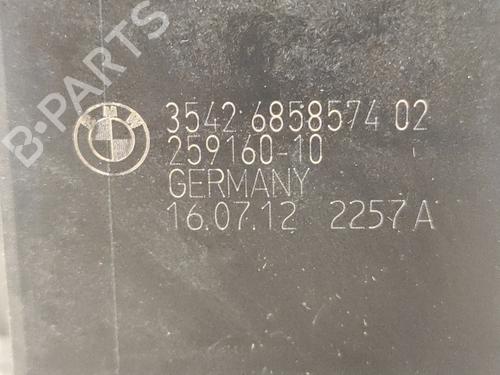 B-PARTS
3542 6858574 02
259160-10
GERMANY
16.07.12 2257 A